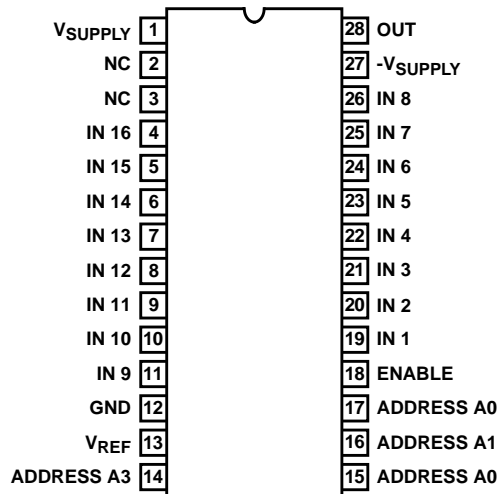 VSUPPLY 1 28 OUT
NC 2 27 -VSUPPLY
NC 3 26 IN 8
IN 16 4 25 IN 7
IN 15 5 24 IN 6
IN 14 6 23 IN 5
IN 13 7 22 IN 4
IN 12 8 21 IN 3
IN 11 9 20 IN 2
IN 10 10 19 IN 1
IN 9 11 18 ENABLE
GND 12 17 ADDRESS A0
VREF 13 16 ADDRESS A1
ADDRESS A3 14 15 ADDRESS A0